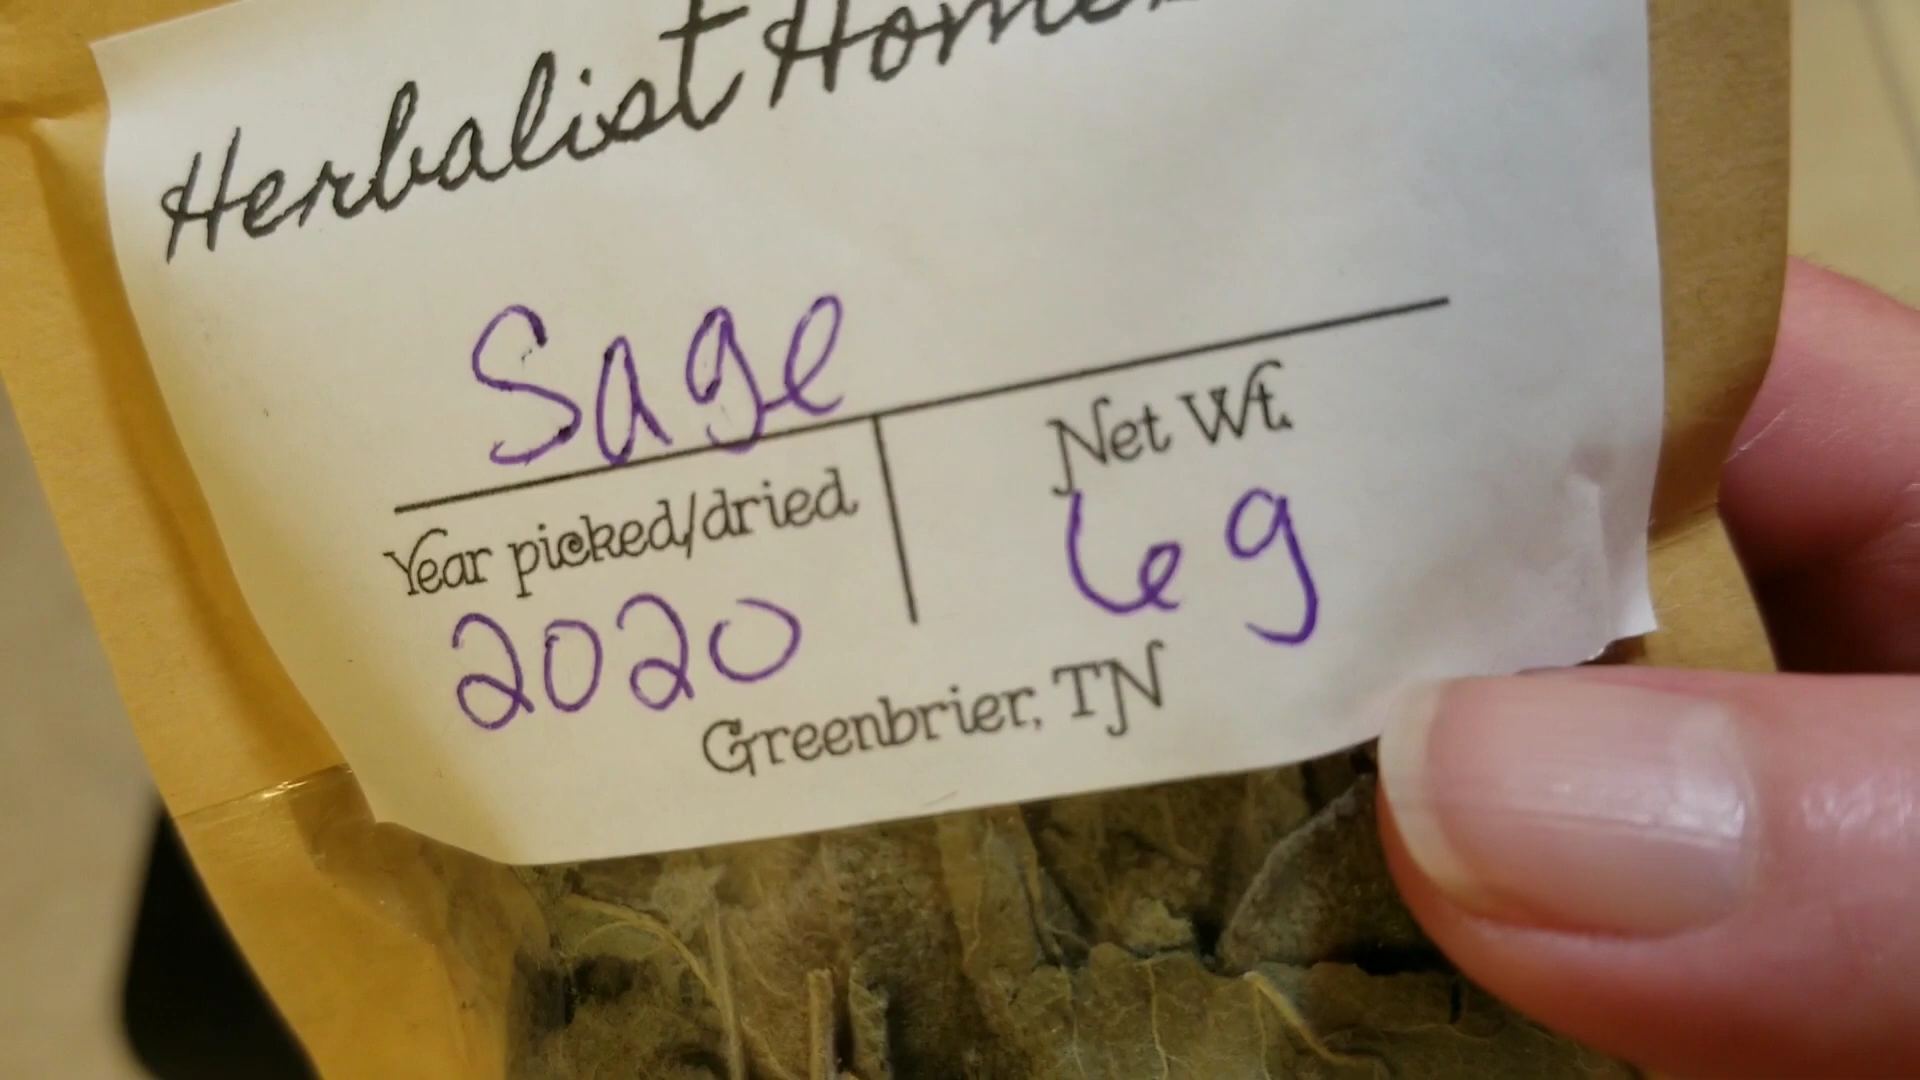 Herbalist
Sage
Year picked/dried Net Wt.
2020 6g
Greenbrier, TN